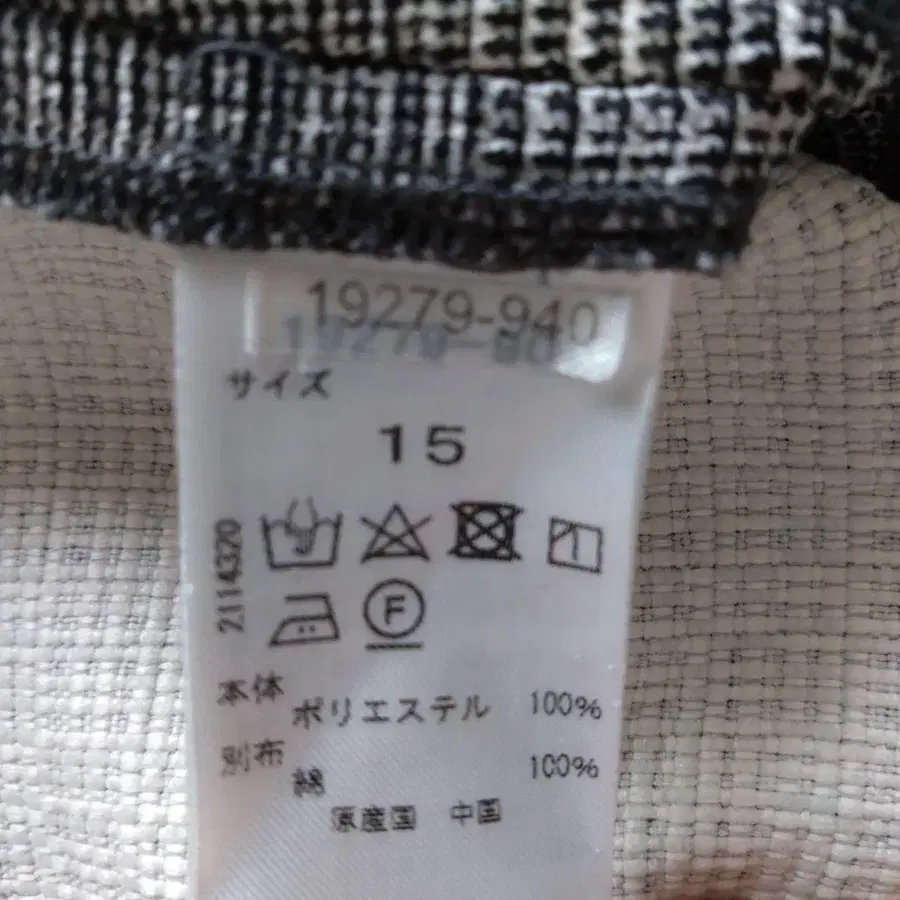 19279-940
サイズ
15
2114320
F
本体 ポリエステル 100%
別布 綿 100%
原産国 中国